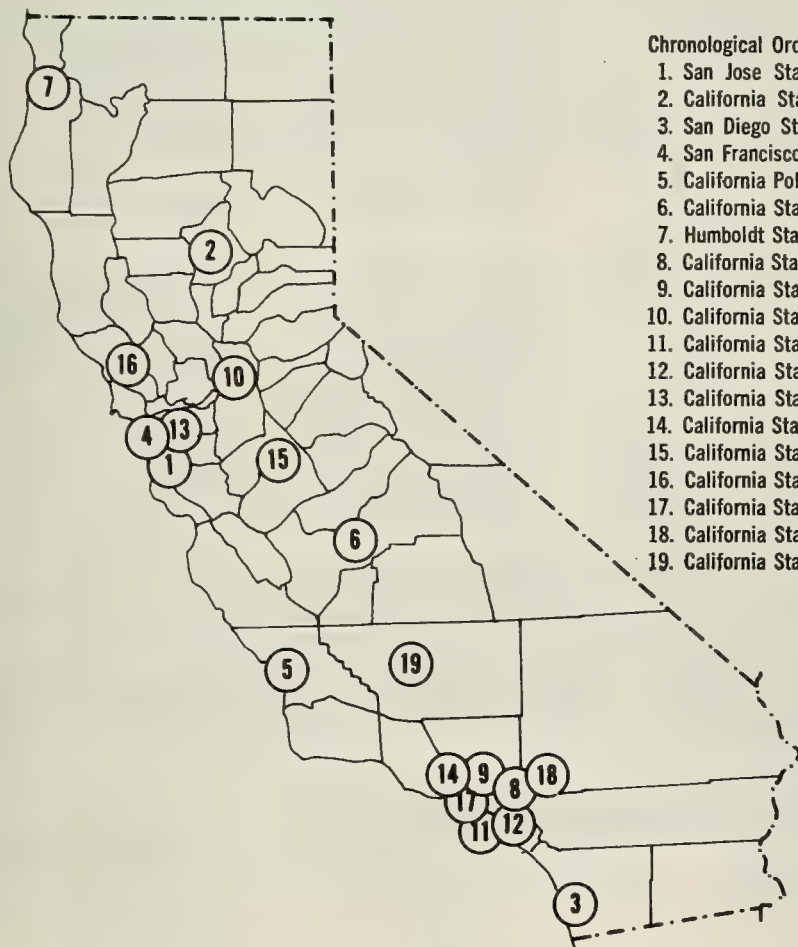 Chronological Ord
1. San Jose Sta
2. California Sta
3. San Diego St
4. San Francisco
5. California Pol
6. California Sta
7. Humboldt Sta
8. California Sta
9. California Sta
10. California Sta
11. California Sta
12. California Sta
13. California Sta
14. California Sta
15. California Sta
16. California Sta
17. California Sta
18. California Sta
19. California Sta
7
2
16
10
13
4
1
15
6
19
5
14
9
18
8
17
12
11
3